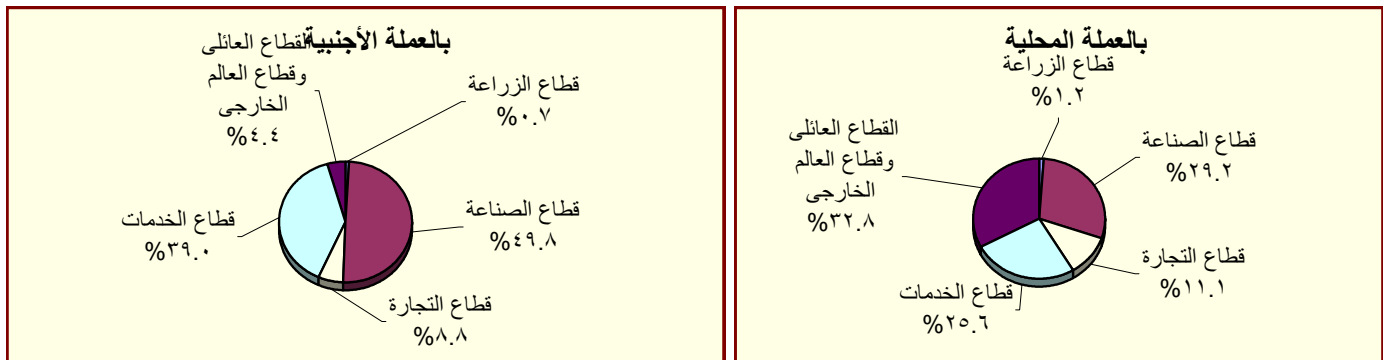 بالعملة المحلية
قطاع الزراعة
%١.٢
قطاع الصناعة
%٢٩.٢
قطاع التجارة
%١١.١
قطاع الخدمات
%٢٥.٦
القطاع العائلى
وقطاع العالم
الخارجى
%٣٢.٨
بالعملة الأجنبية
قطاع الزراعة
%٠.٧
قطاع الصناعة
%٤٩.٨
قطاع التجارة
%٨.٨
قطاع الخدمات
%٣٩.٠
القطاع العائلى
وقطاع العالم
الخارجى
%٤.٤